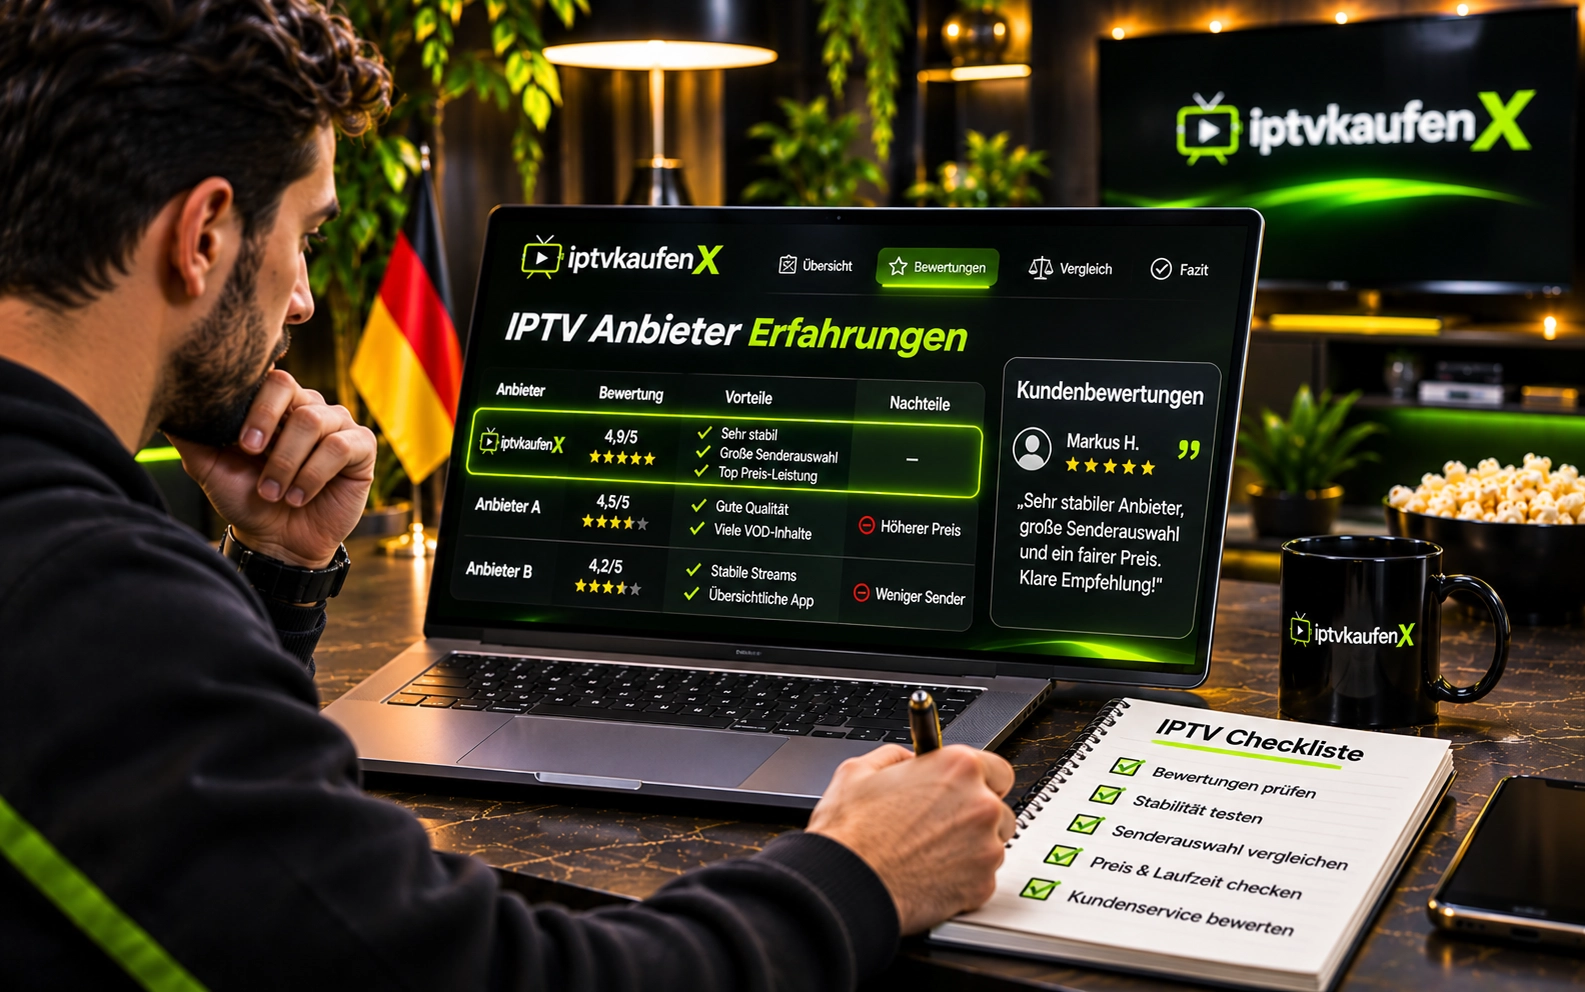 iptvkaufenX
iptvkaufenX
Übersicht
Bewertungen
Vergleich
Fazit
IPTV Anbieter Erfahrungen
Anbieter
Bewertung
Vorteile
Nachteile
iptvkaufenX
4,9/5
Sehr stabil
Große Senderauswahl
Top Preis-Leistung
–
Anbieter A
4,5/5
Gute Qualität
Viele VOD-Inhalte
Höherer Preis
Anbieter B
4,2/5
Stabile Streams
Übersichtliche App
Weniger Sender
Kundenbewertungen
Markus H.
„Sehr stabiler Anbieter,
große Senderauswahl
und ein fairer Preis.
Klare Empfehlung!"
iptvkaufenX
IPTV Checkliste
Bewertungen prüfen
Stabilität testen
Senderauswahl vergleichen
Preis & Laufzeit checken
Kundenservice bewerten